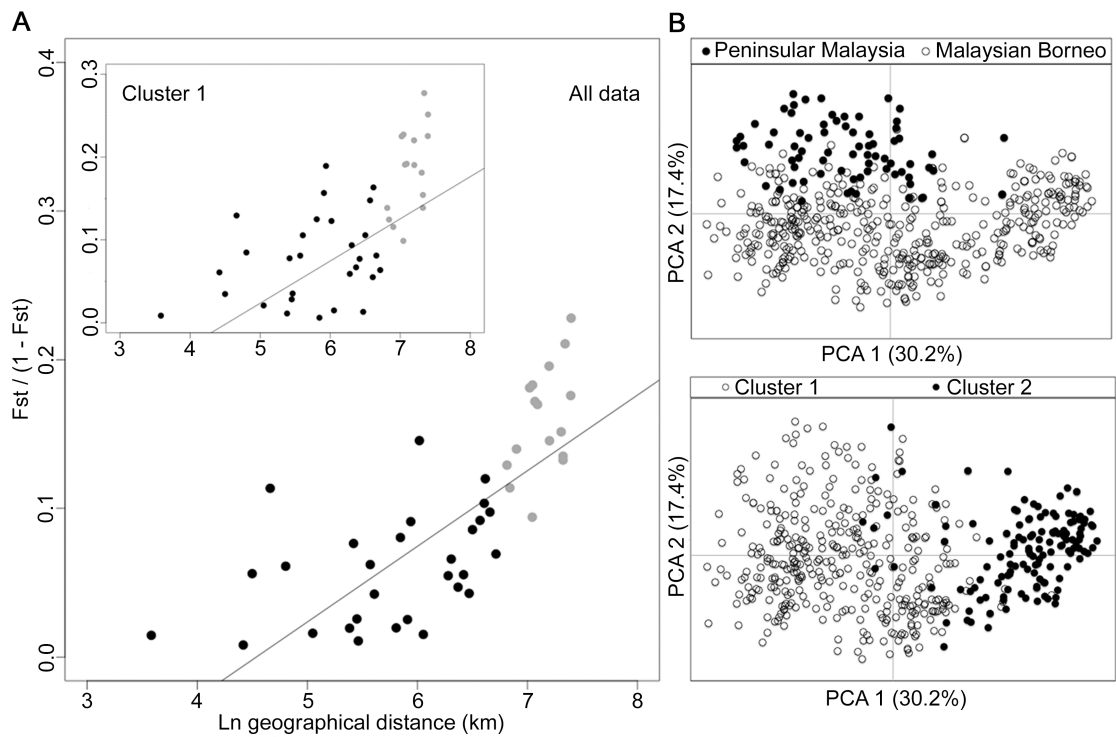 A
B
0.4
0.3
0.2
0.1
0.0
Fst / (1 - Fst)
3 4 5 6 7 8
Ln geographical distance (km)
All data
Cluster 1
0.3
0.2
0.1
0.0
3 4 5 6 7 8
Peninsular Malaysia Malaysian Borneo
PCA 2 (17.4%)
PCA 1 (30.2%)
Cluster 1 Cluster 2
PCA 2 (17.4%)
PCA 1 (30.2%)